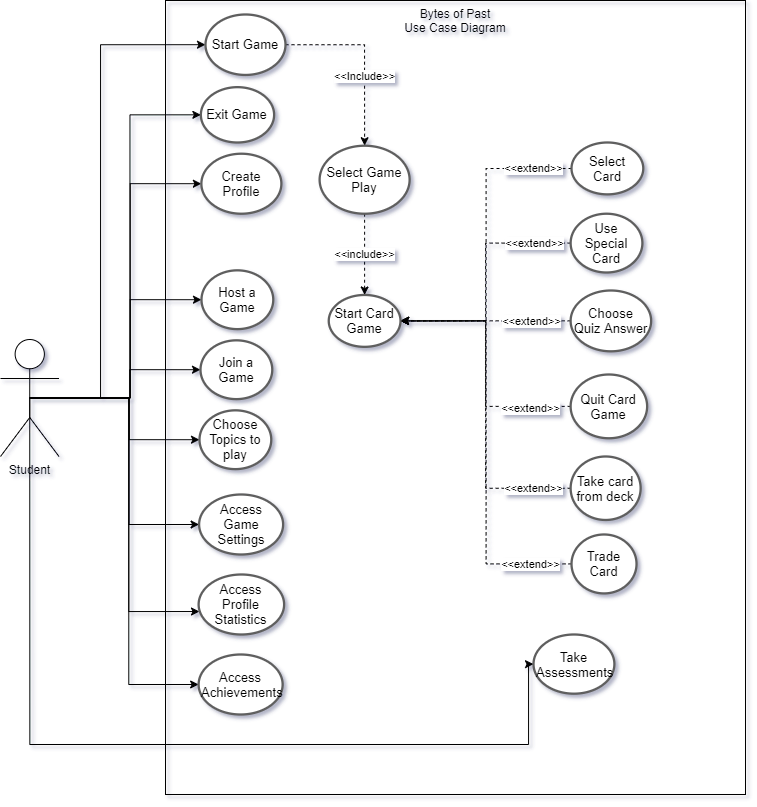 Bytes of Past
Use Case Diagram
Start Game
<<Include>>
Exit Game
Create
Profile
Select Game
Play
<<include>>
Start Card
Game
Host a
Game
Join a
Game
Choose
Topics to
play
Access
Game
Settings
Access
Profile
Statistics
Access
Achievements
Student
<<extend>>
Select
Card
<<extend>>
Use
Special
Card
<<extend>>
Choose
Quiz Answer
<<extend>>
Quit Card
Game
<<extend>>
Take card
from deck
<<extend>>
Trade
Card
Take
Assessments